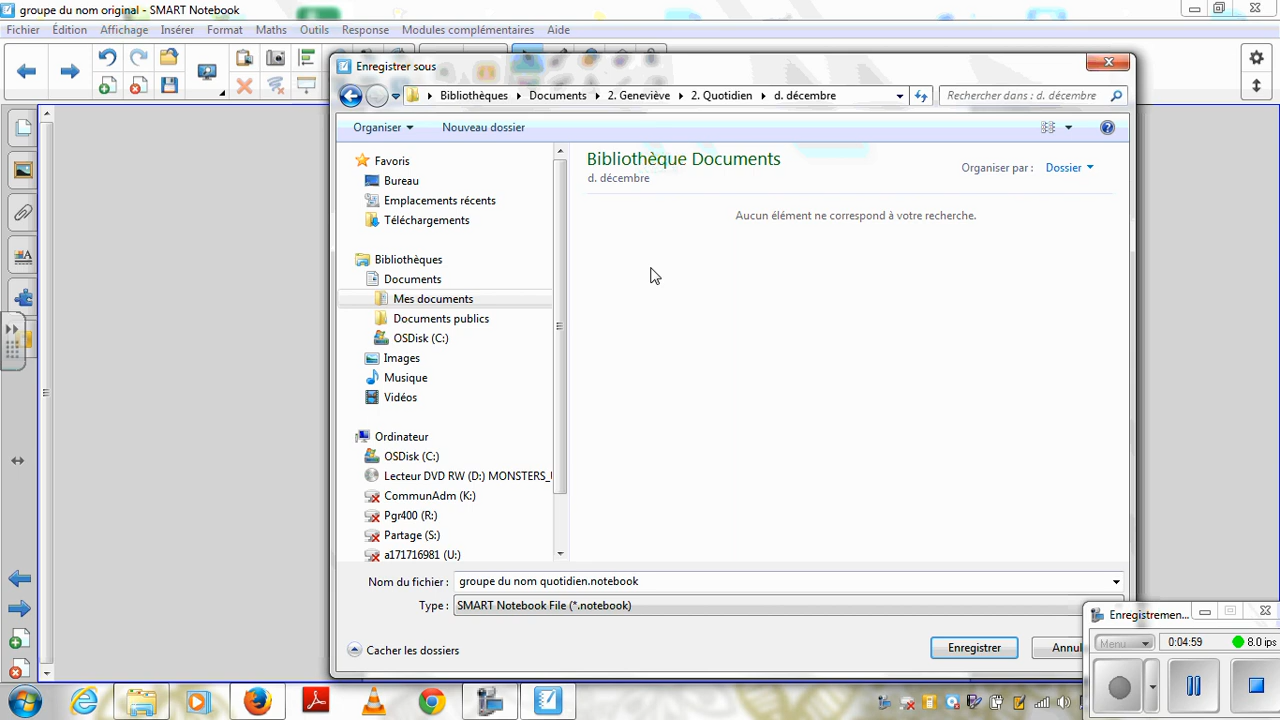 groupe du nom original - SMART Notebook
Fichier Édition Affichage Insérer Format Maths Outils Response Modules complémentaires Aide
Enregistrer sous
Bibliothèques Documents 2. Geneviève 2. Quotidien d. décembre Rechercher dans : d. décembre
Organiser Nouveau dossier
Favoris
Bureau
Emplacements récents
Téléchargements
Bibliothèques
Documents
Mes documents
Documents publics
OSDisk (C:)
Images
Musique
Vidéos
Ordinateur
OSDisk (C:)
Lecteur DVD RW (D:) MONSTERS_
CommunAdm (K:)
Pgr400 (R:)
Partage (S:)
a171716981 (U:)
Bibliothèque Documents
d. décembre
Organiser par : Dossier
Aucun élément ne correspond à votre recherche.
Nom du fichier : groupe du nom quotidien.notebook
Type : SMART Notebook File (*.notebook)
Cacher les dossiers
Enregistrer Annul
Enregistremen...
Menu 0:04:59 8.0 ips